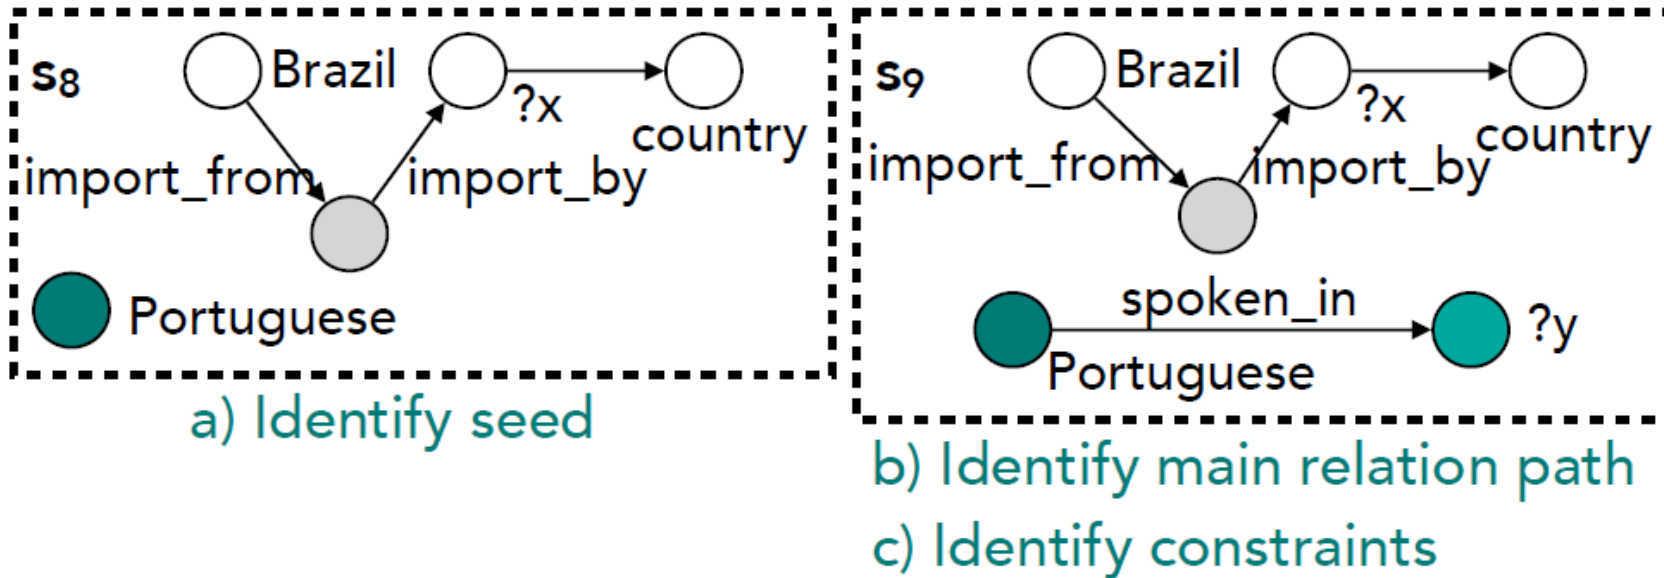 s8
Brazil
?x
country
import_from
import_by
Portuguese
a) Identify seed
s9
Brazil
?x
country
import_from
import_by
spoken_in
?y
Portuguese
b) Identify main relation path
c) Identify constraints